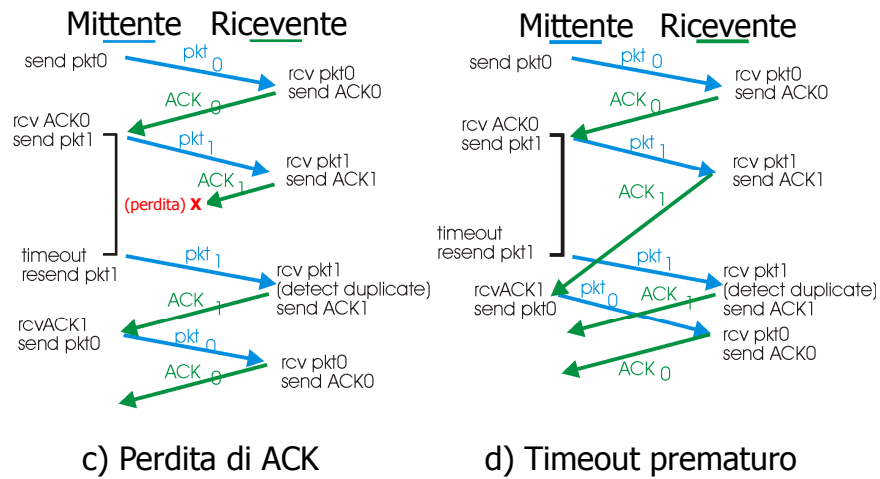 Mittente Ricevente
send pkt0
pkt 0
rcv pkt0
send ACK0
ACK 0
rcv ACK0
send pkt1
pkt 1
rcv pkt1
send ACK1
ACK 1
(perdita) X
timeout
resend pkt1
pkt 1
rcv pkt1
(detect duplicate)
send ACK1
ACK 1
rcvACK1
send pkt0
pkt 0
rcv pkt0
send ACK0
ACK 0
c) Perdita di ACK
Mittente Ricevente
send pkt0
pkt 0
rcv pkt0
send ACK0
ACK 0
rcv ACK0
send pkt1
pkt 1
rcv pkt1
send ACK1
ACK 1
timeout
resend pkt1
pkt 1
rcv pkt1
(detect duplicate)
send ACK1
rcvACK1
send pkt0
pkt 0
ACK 1
rcv pkt0
send ACK0
ACK 0
d) Timeout prematuro